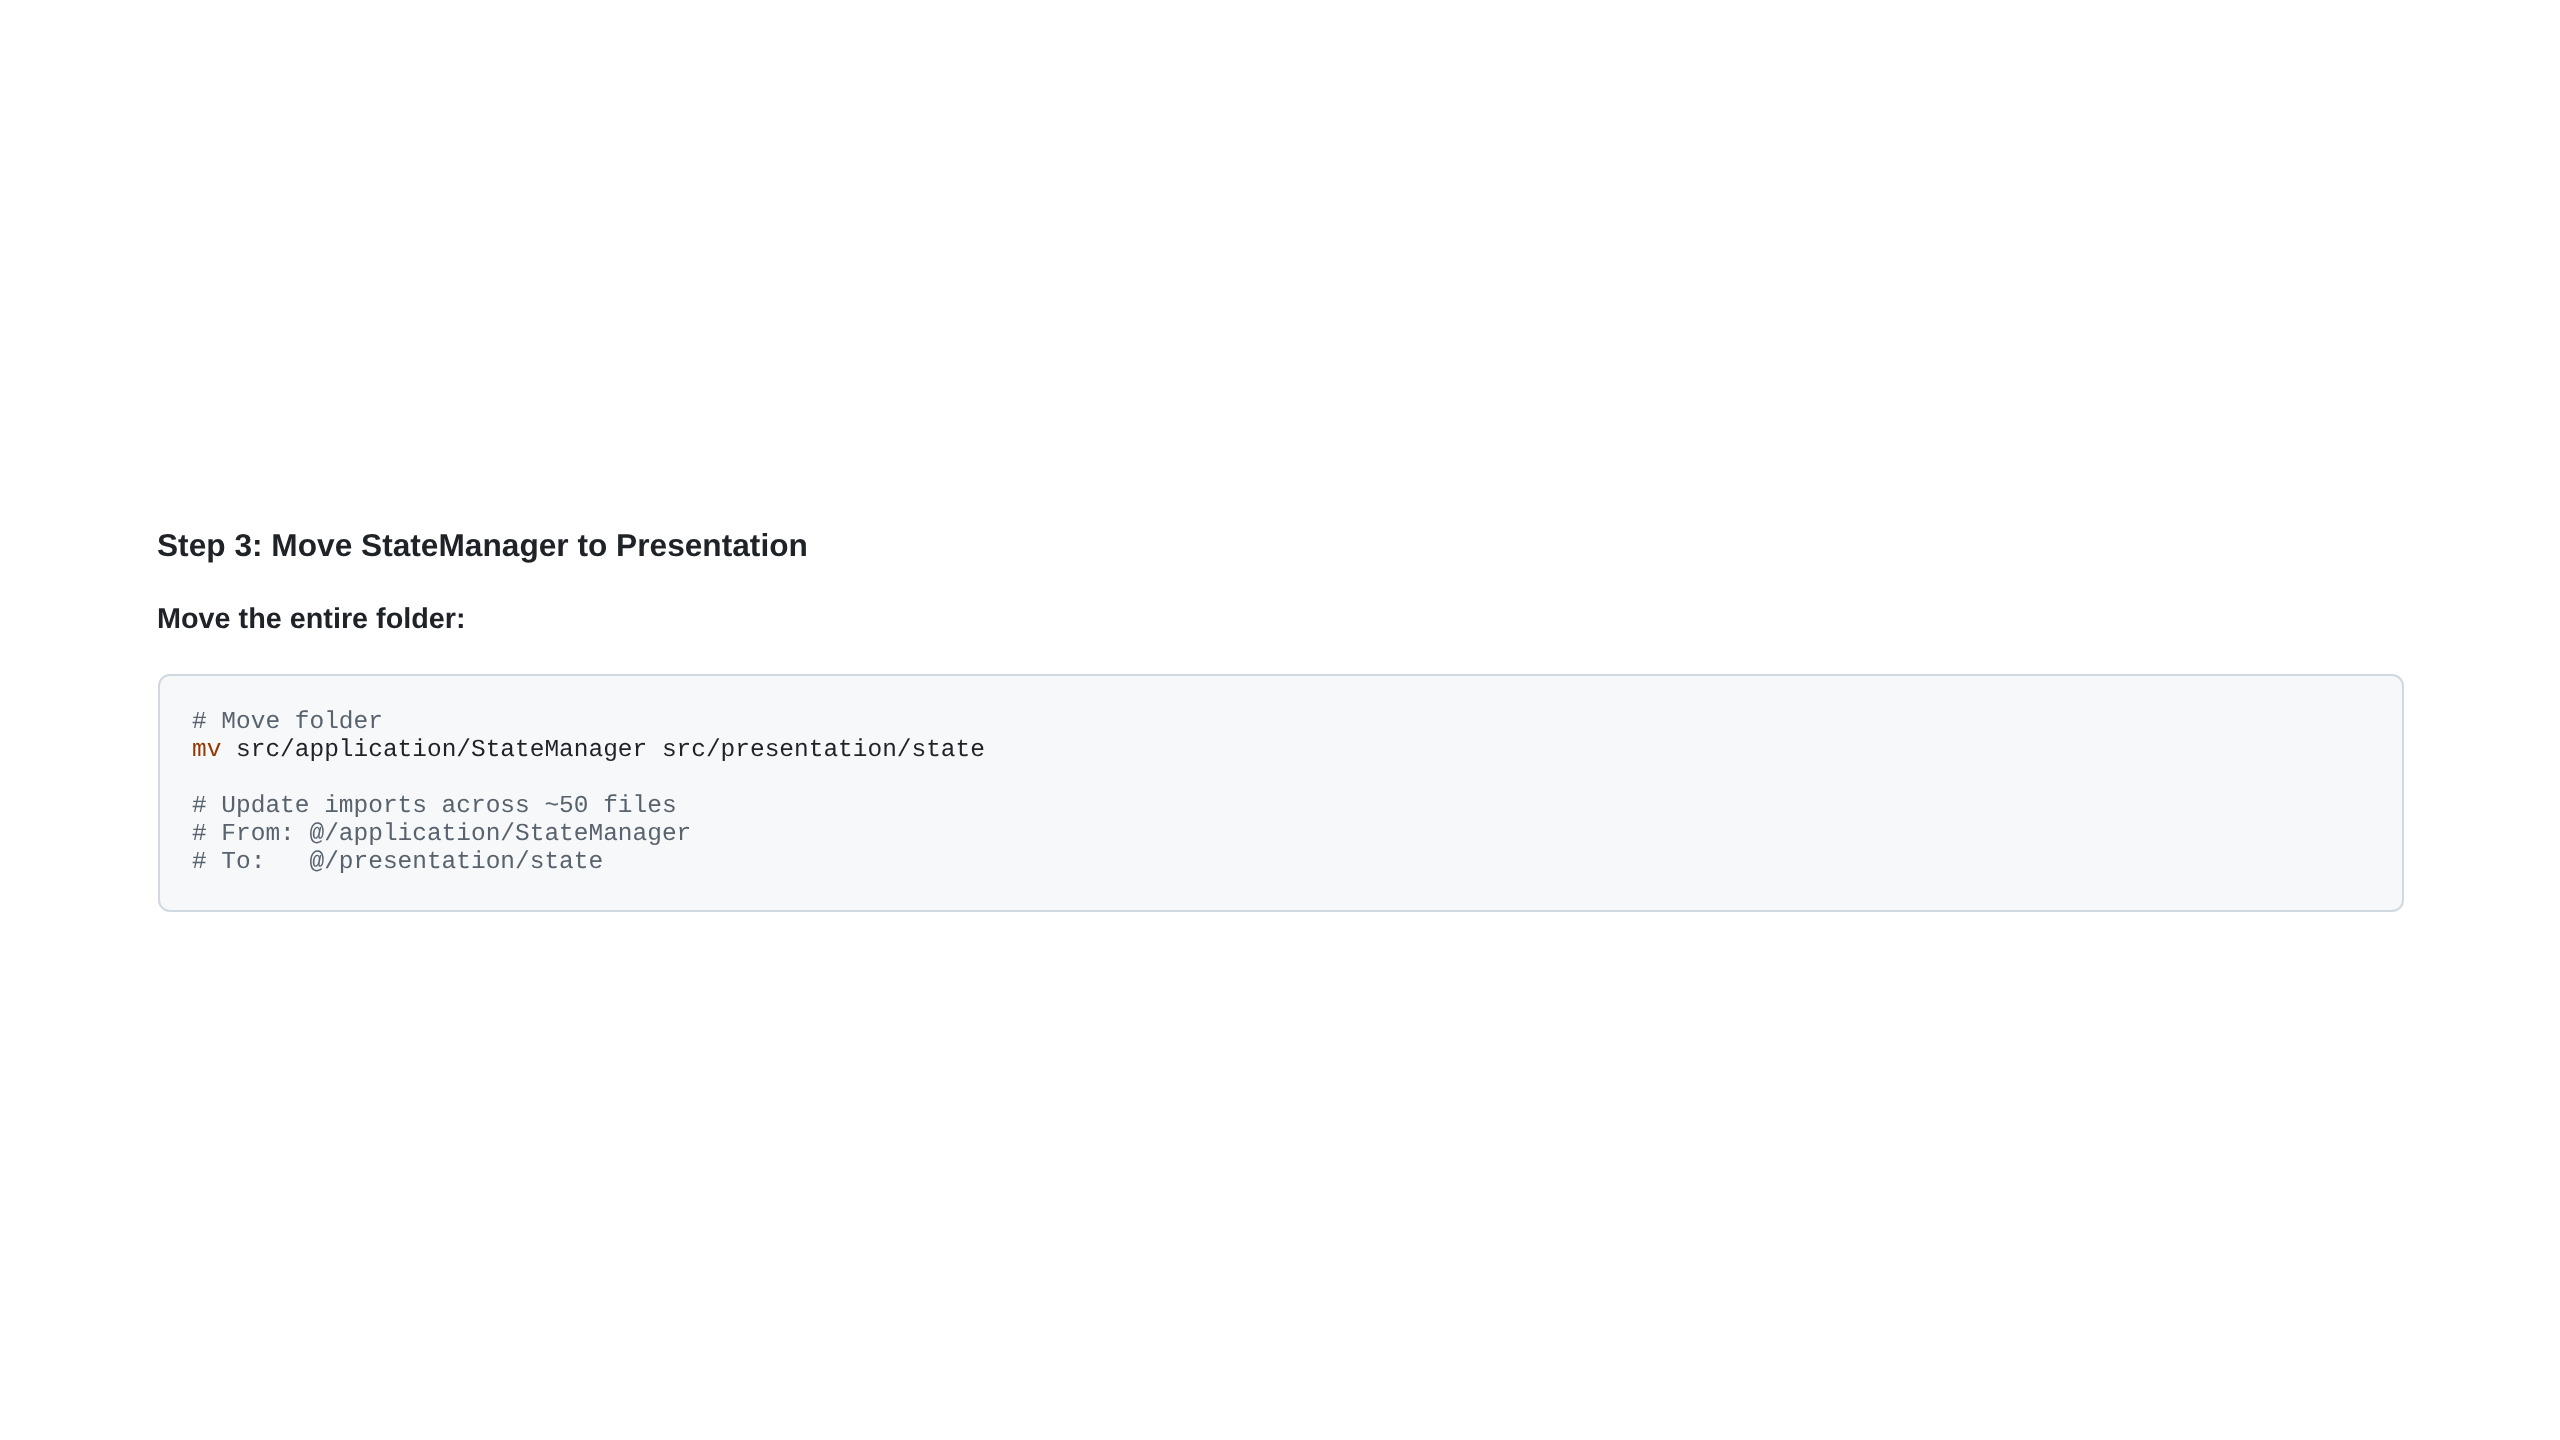 Step 3: Move StateManager to Presentation
Move the entire folder:
# Move folder
mv src/application/StateManager src/presentation/state
# Update imports across ~50 files
# From: @/application/StateManager
# To:   @/presentation/state